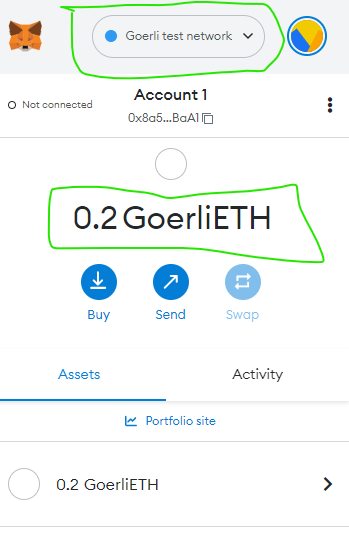 Goerli test network
Not connected
Account 1
0x8a5...BaA1
0.2 GoerliETH
Buy
Send
Swap
Assets
Activity
Portfolio site
0.2 GoerliETH